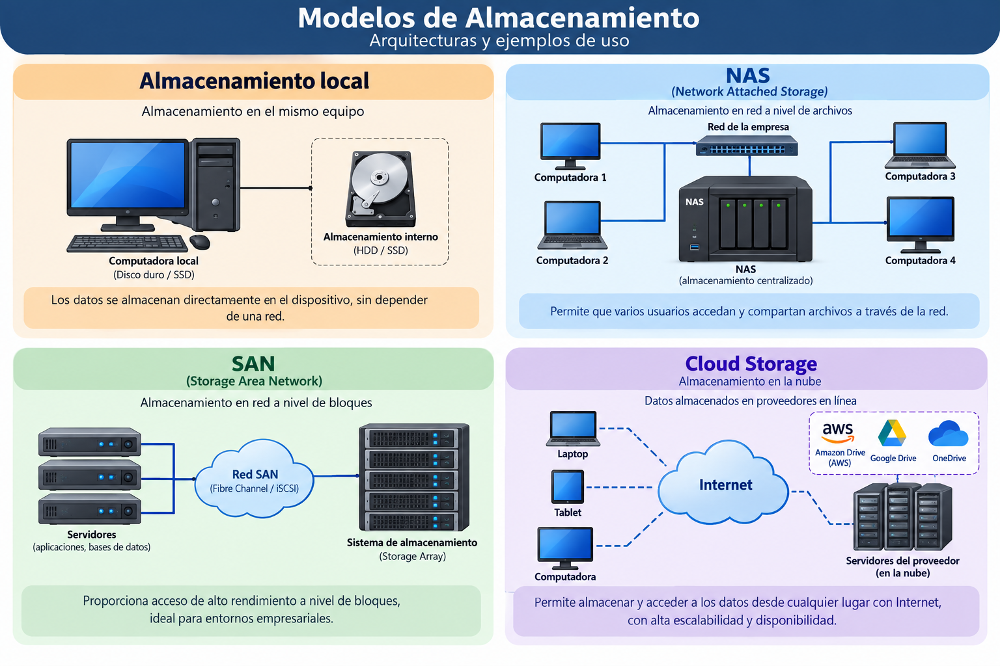 Modelos de Almacenamiento
Arquitecturas y ejemplos de uso
Almacenamiento local
Almacenamiento en el mismo equipo
Computadora local
(Disco duro / SSD)
Almacenamiento interno
(HDD / SSD)
Los datos se almacenan directamente en el dispositivo, sin depender
de una red.
NAS
(Network Attached Storage)
Almacenamiento en red a nivel de archivos
Red de la empresa
Computadora 1
Computadora 2
Computadora 3
Computadora 4
NAS
NAS
(almacenamiento centralizado)
Permite que varios usuarios accedan y compartan archivos a través de la red.
SAN
(Storage Area Network)
Almacenamiento en red a nivel de bloques
Servidores
(aplicaciones, bases de datos)
Red SAN
(Fibre Channel / iSCSI)
Sistema de almacenamiento
(Storage Array)
Proporciona acceso de alto rendimiento a nivel de bloques,
ideal para entornos empresariales.
Cloud Storage
Almacenamiento en la nube
Datos almacenados en proveedores en línea
Laptop
Tablet
Computadora
Internet
aws
Amazon Drive
(AWS)
Google Drive
OneDrive
Servidores del proveedor
(en la nube)
Permite almacenar y acceder a los datos desde cualquier lugar con Internet,
con alta escalabilidad y disponibilidad.